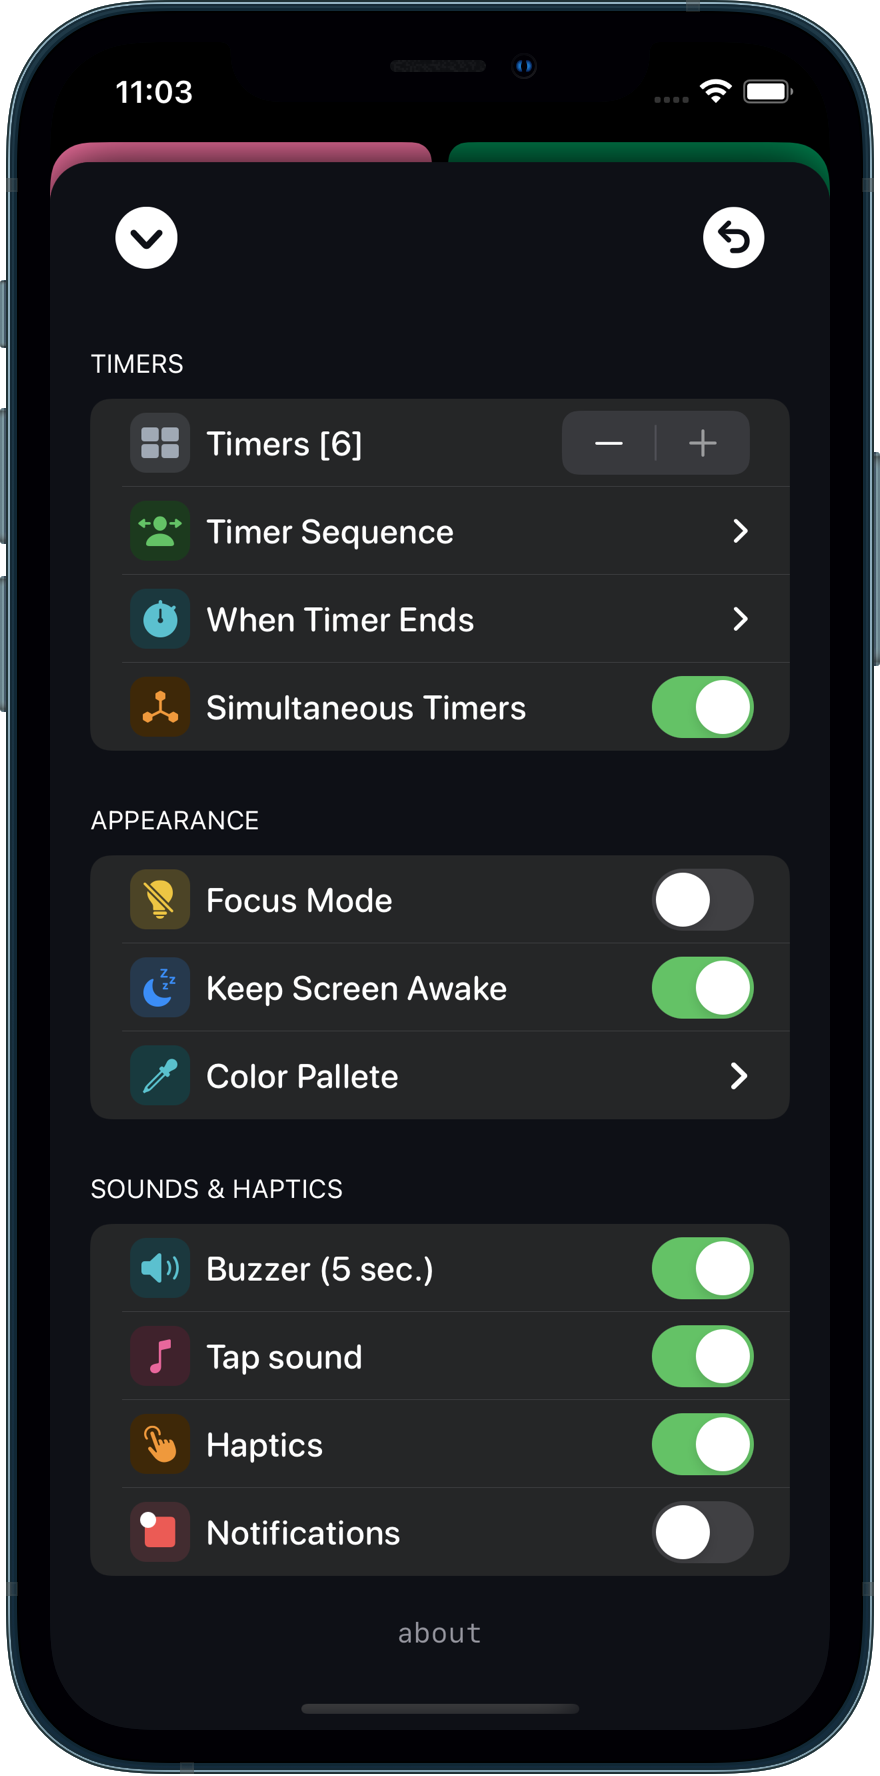 11:03
TIMERS
Timers [6]
Timer Sequence
When Timer Ends
Simultaneous Timers
APPEARANCE
Focus Mode
zzz
Keep Screen Awake
Color Pallete
SOUNDS & HAPTICS
Buzzer (5 sec.)
Tap sound
Haptics
Notifications
about